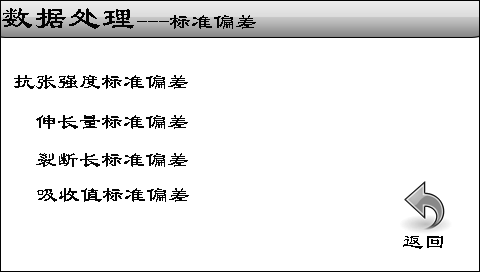 数据处理---标准偏差
抗张强度标准偏差
伸长量标准偏差
裂断长标准偏差
吸收值标准偏差
返回